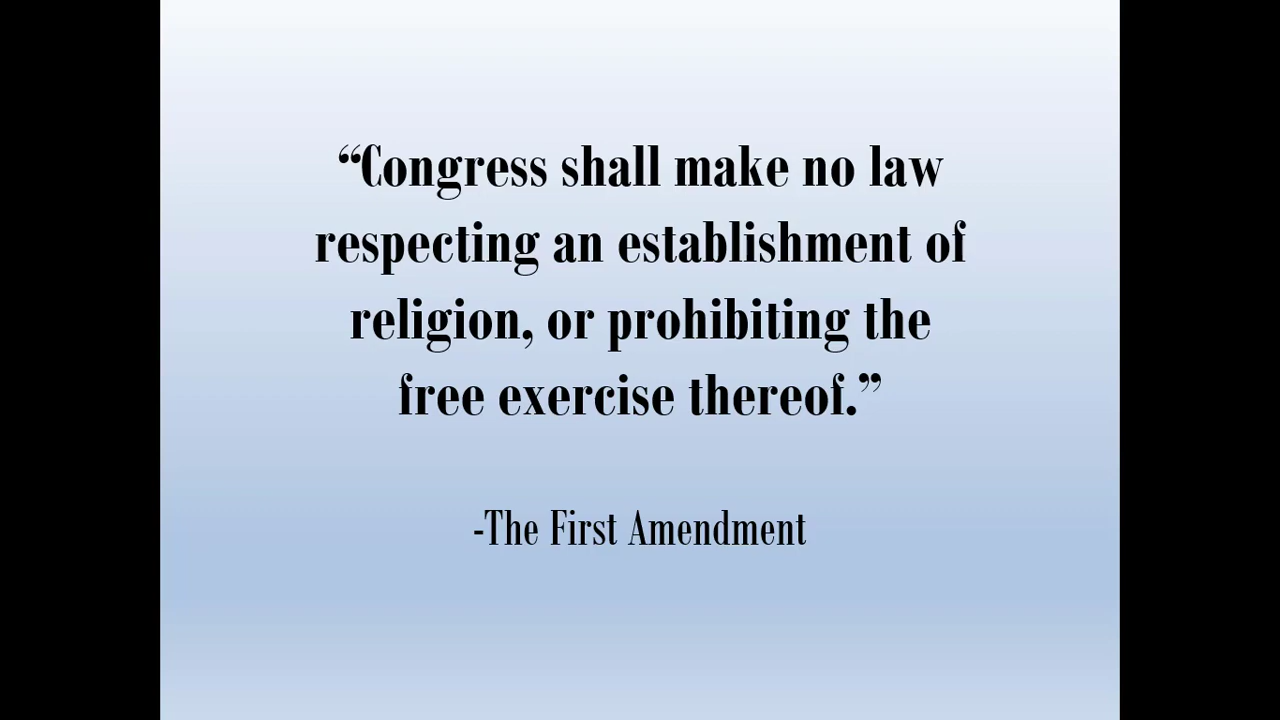 “Congress shall make no law
respecting an establishment of
religion, or prohibiting the
free exercise thereof.”
-The First Amendment